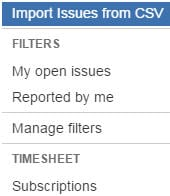 Import Issues from CSV
FILTERS
My open issues
Reported by me
Manage filters
TIMESHEET
Subscriptions